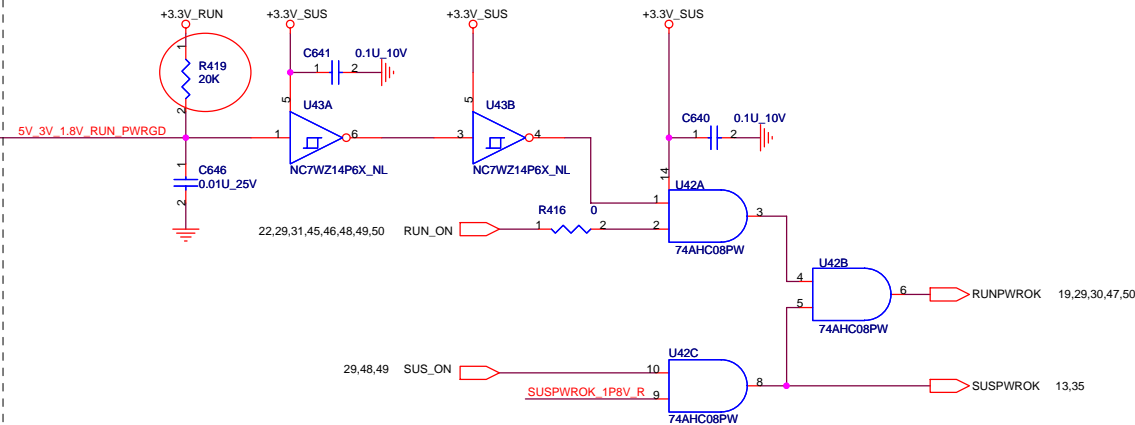 +3.3V_RUN
+3.3V_SUS
+3.3V_SUS
+3.3V_SUS
1
R419
20K
2
C641
0.1U_10V
1
2
5
U43A
5
U43B
C640
0.1U_10V
1
2
14
5V_3V_1.8V_RUN_PWRGD
1
6
3
4
NC7WZ14P6X_NL
NC7WZ14P6X_NL
1
C646
0.01U_25V
2
U42A
1
2
3
74AHC08PW
22,29,31,45,46,48,49,50
RUN_ON
R416
0
1
2
U42B
4
5
6
74AHC08PW
RUNPWROK
19,29,30,47,50
29,48,49
SUS_ON
SUSPWROK_1P8V_R
U42C
10
9
8
74AHC08PW
SUSPWROK
13,35